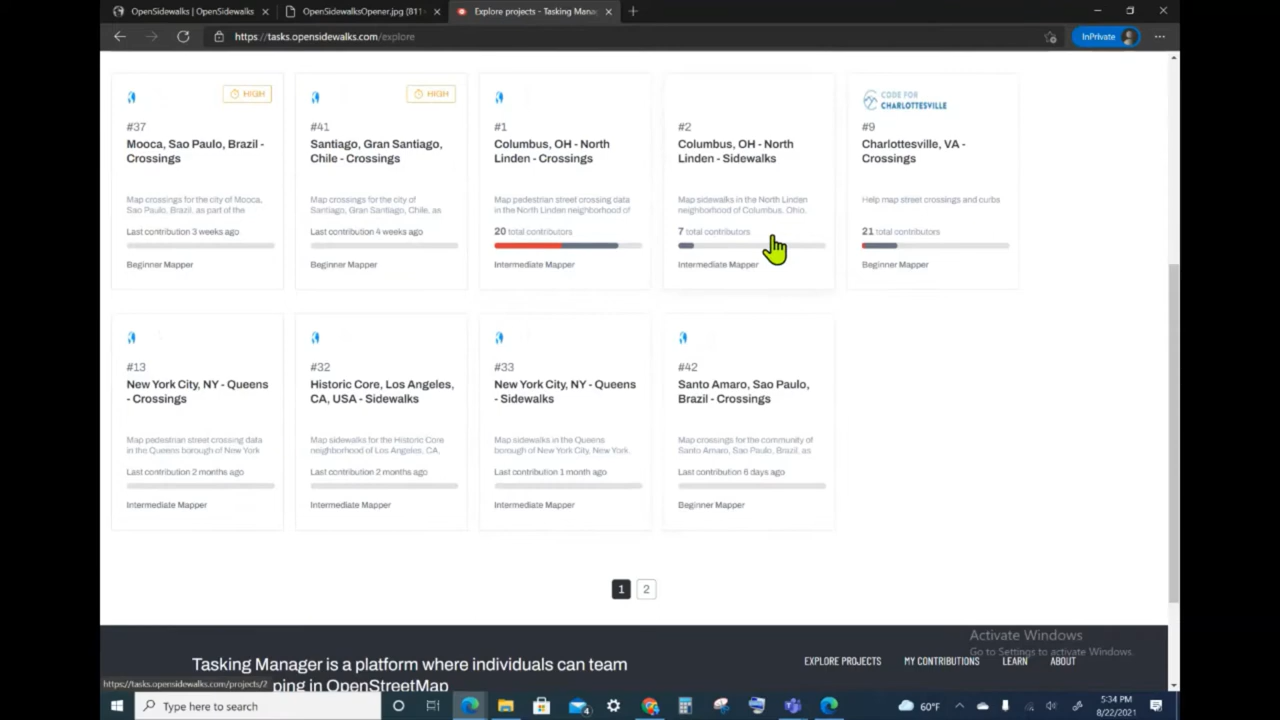 OpenSidewalks | OpenSidewalks
OpenSidewalksOpener.jpg (811
Explore projects - Tasking Mana
https://tasks.opensidewalks.com/explore
InPrivate
HIGH
#37
Mooca, Sao Paulo, Brazil -
Crossings
Map crossings for the city of Mooca,
Sao Paulo, Brazil, as part of the
Last contribution 3 weeks ago
Beginner Mapper
HIGH
#41
Santiago, Gran Santiago,
Chile - Crossings
Map crossings for the city of
Santiago, Gran Santiago, Chile, as
Last contribution 4 weeks ago
Beginner Mapper
#1
Columbus, OH - North
Linden - Crossings
Map pedestrian street crossing data
in the North Linden neighborhood of
20 total contributors
Intermediate Mapper
#2
Columbus, OH - North
Linden - Sidewalks
Map sidewalks in the North Linden
neighborhood of Columbus, Ohio.
7 total contributors
Intermediate Mapper
CODE FOR
CHARLOTTESVILLE
#9
Charlottesville, VA -
Crossings
Help map street crossings and curbs
21 total contributors
Beginner Mapper
#13
New York City, NY - Queens
- Crossings
Map pedestrian street crossing data
in the Queens borough of New York
Last contribution 2 months ago
Intermediate Mapper
#32
Historic Core, Los Angeles,
CA, USA - Sidewalks
Map sidewalks for the Historic Core
neighborhood of Los Angeles, CA,
Last contribution 2 months ago
Intermediate Mapper
#33
New York City, NY - Queens
- Sidewalks
Map sidewalks in the Queens
borough of New York City, New York.
Last contribution 1 month ago
Intermediate Mapper
#42
Santo Amaro, Sao Paulo,
Brazil - Crossings
Map crossings for the community of
Santo Amaro, Sao Paulo, Brazil, as
Last contribution 6 days ago
Beginner Mapper
1 2
Activate Windows
Go to Settings to activate Windows.
Tasking Manager is a platform where individuals can team
ping in OpenStreetMap
EXPLORE PROJECTS MY CONTRIBUTIONS LEARN ABOUT
https://tasks.opensidewalks.com/projects/2
Type here to search
4
60°F
5:34 PM
8/22/2021